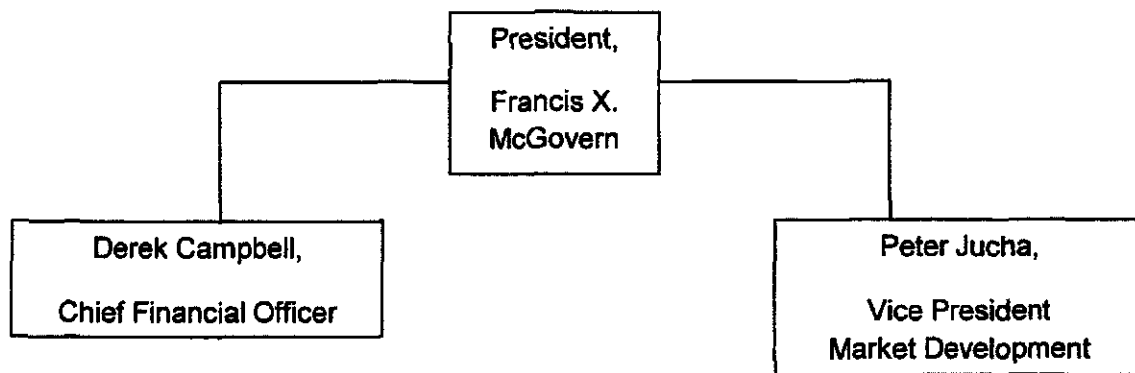 President,
Francis X.
McGovern
Derek Campbell,
Chief Financial Officer
Peter Jucha,
Vice President
Market Development